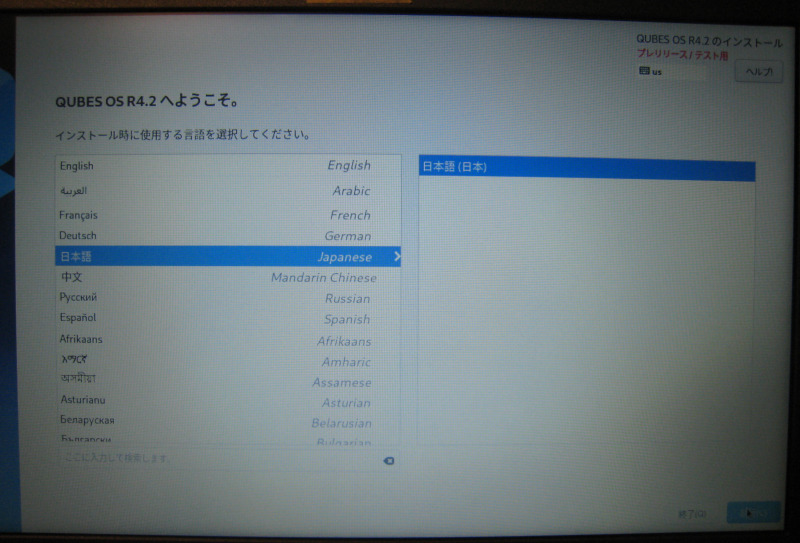 QUBES OS R4.2 のインストール
プレリリース / テスト用
us
ヘルプ!
QUBES OS R4.2 へようこそ。
インストール時に使用する言語を選択してください。
English English
العربية Arabic
Français French
Deutsch German
日本語 Japanese
中文 Mandarin Chinese
Русский Russian
Español Spanish
Afrikaans Afrikaans
አማርኛ Amharic
অসমীয়া Assamese
Asturianu Asturian
Беларуская Belarusian
Български Bulgarian
日本語 (日本)
ここに入力して検索します。
終了(Q)